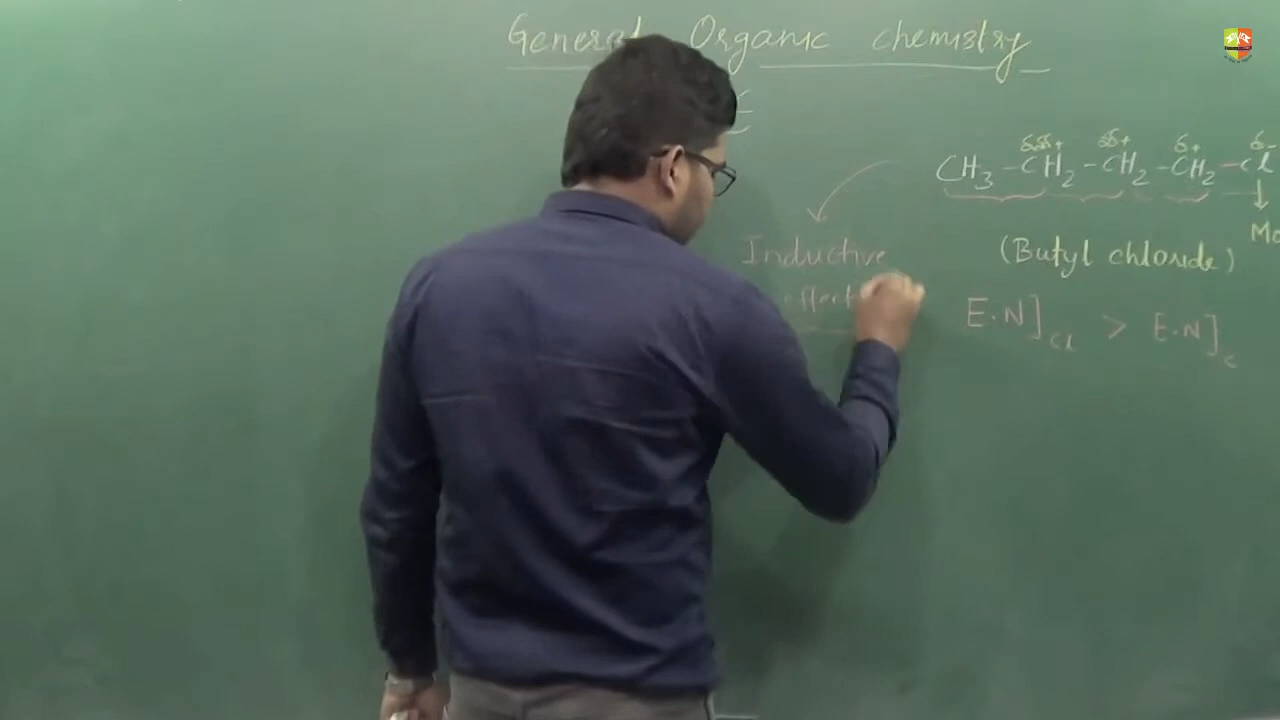 General Organic chemistry
δδδ+ δδ+ δ+ δ-
CH3 - CH2 - CH2 - CH2 - Cl
Inductive
effect
(Butyl chloride)
E.N]Cl > E.N]C